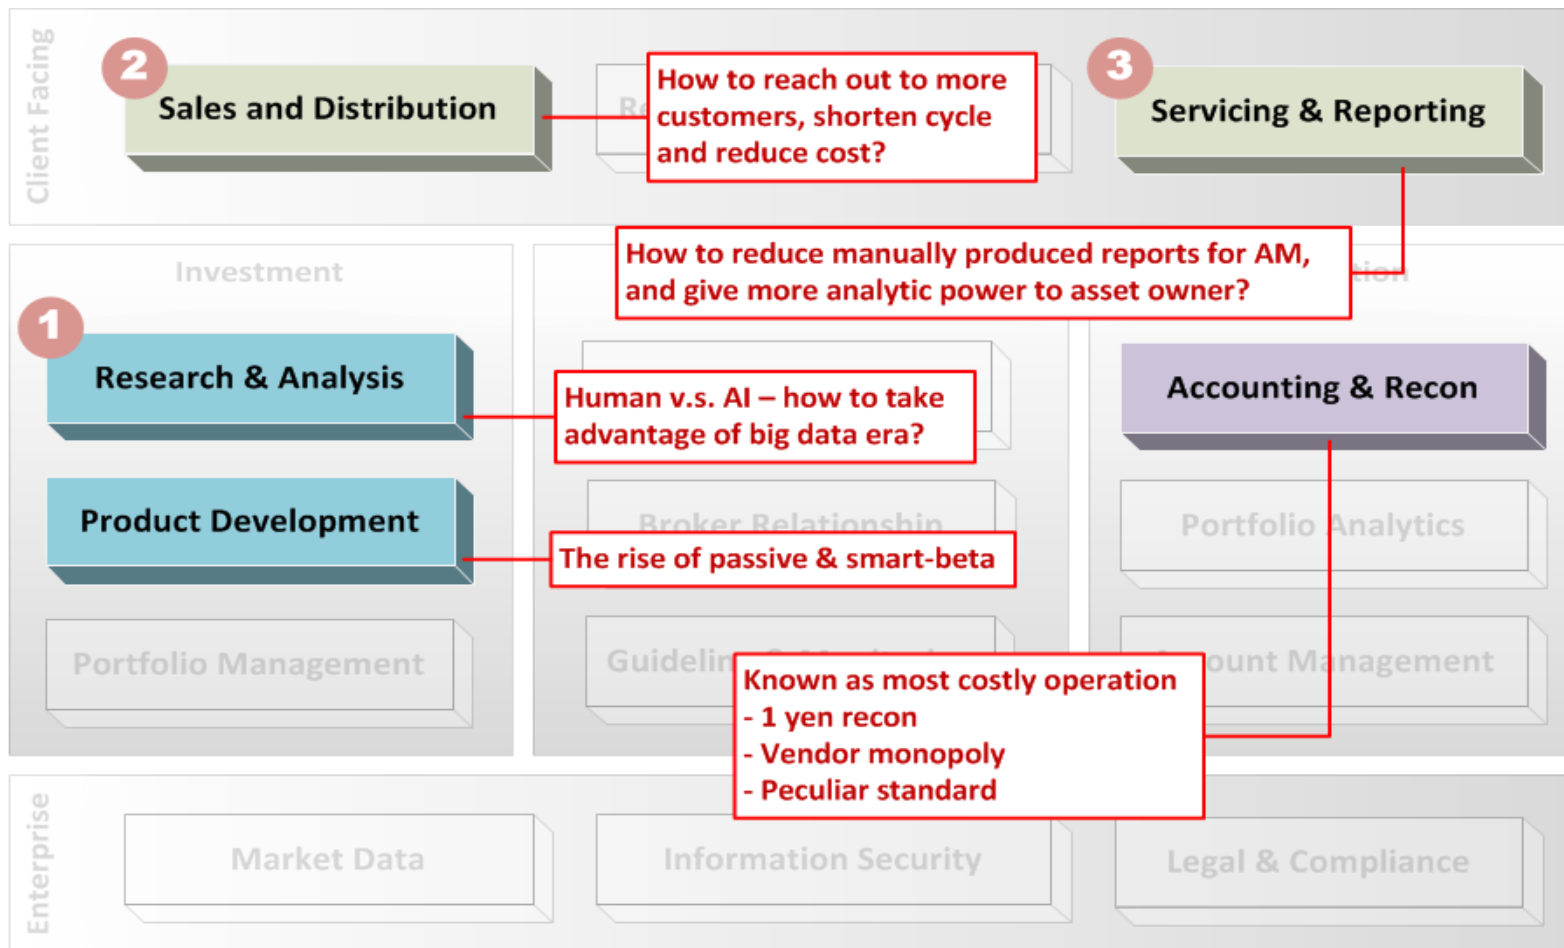 Client Facing
2
Sales and Distribution
How to reach out to more
customers, shorten cycle
and reduce cost?
3
Servicing & Reporting
How to reduce manually produced reports for AM,
and give more analytic power to asset owner?
Investment
1
Research & Analysis
Human v.s. AI – how to take
advantage of big data era?
Accounting & Recon
Product Development
Broker Relationship
The rise of passive & smart-beta
Portfolio Analytics
Portfolio Management
Management
Known as most costly operation
- 1 yen recon
- Vendor monopoly
- Peculiar standard
Enterprise
Market Data
Information Security
Legal & Compliance